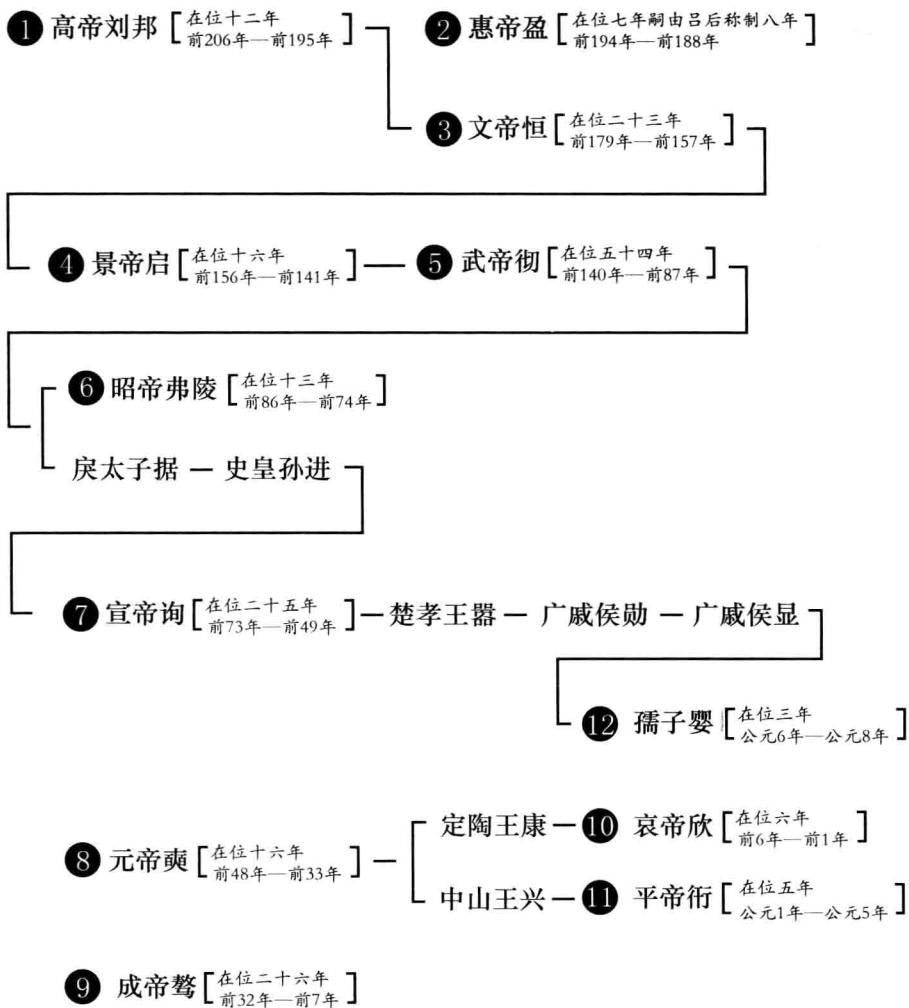 ❶ 高帝刘邦 [在位十二年
前206年—前195年]
❷ 惠帝盈 [在位七年嗣由吕后称制八年
前194年—前188年]
❸ 文帝恒 [在位二十三年
前179年—前157年]
❹ 景帝启 [在位十六年
前156年—前141年]
❺ 武帝彻 [在位五十四年
前140年—前87年]
❻ 昭帝弗陵 [在位十三年
前86年—前74年]
戾太子据 — 史皇孙进
❼ 宣帝询 [在位二十五年
前73年—前49年] — 楚孝王嚣 — 广戚侯勋 — 广戚侯显
⓬ 孺子婴 [在位三年
公元6年—公元8年]
❽ 元帝奭 [在位十六年
前48年—前33年]
定陶王康 — ❿ 哀帝欣 [在位六年
前6年—前1年]
中山王兴 — ⓫ 平帝衎 [在位五年
公元1年—公元5年]
❾ 成帝骜 [在位二十六年
前32年—前7年]